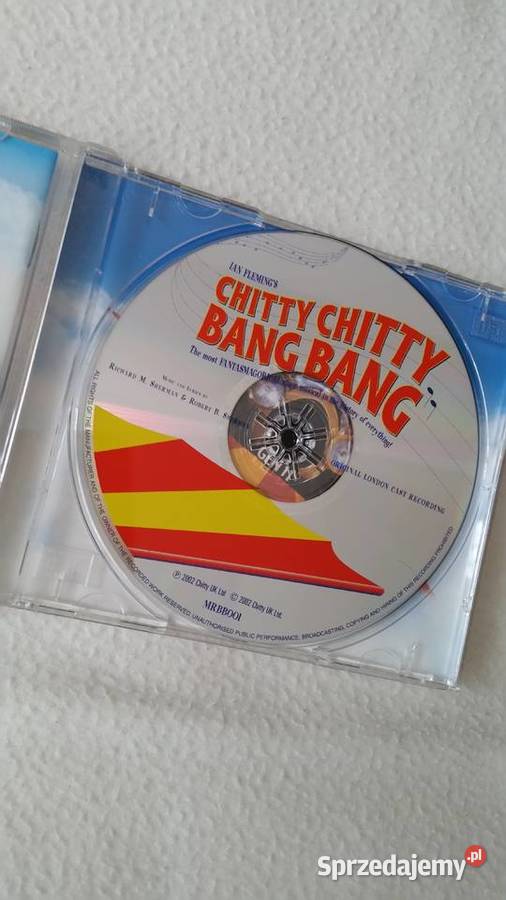 IAN FLEMING'S
CHITTY CHITTY
BANG BANG
The most musical in the history of everything!
MUSIC AND LYRICS BY
RICHARD M. SHERMAN & ROBERT B.
ORIGINAL LONDON CAST RECORDING
GEN 11
℗ 2002 Chitty UK Ltd. © 2002 Chitty UK Ltd.
MRBB001
ALL RIGHTS OF THE MANUFACTURER AND OF THE OWNER OF THE RECORDED WORK RESERVED. UNAUTHORISED PUBLIC PERFORMANCE, BROADCASTING, COPYING AND HIRING OF THIS RECORDING PROHIBITED
Sprzedajemy.pl